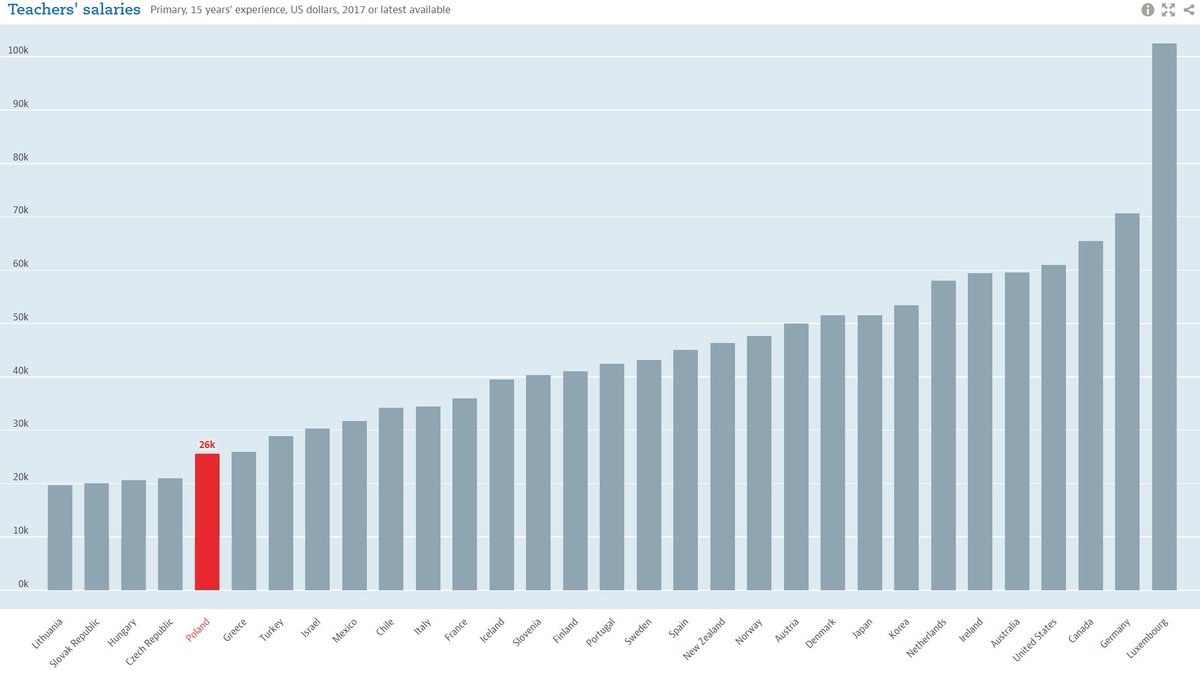 Teachers' salaries Primary, 15 years' experience, US dollars, 2017 or latest available
100k
90k
80k
70k
60k
50k
40k
30k
26k
20k
10k
0k
Lithuania
Slovak Republic
Hungary
Czech Republic
Poland
Greece
Turkey
Israel
Mexico
Chile
Italy
France
Iceland
Slovenia
Finland
Portugal
Sweden
Spain
New Zealand
Norway
Austria
Denmark
Japan
Korea
Netherlands
Ireland
Australia
United States
Canada
Germany
Luxembourg